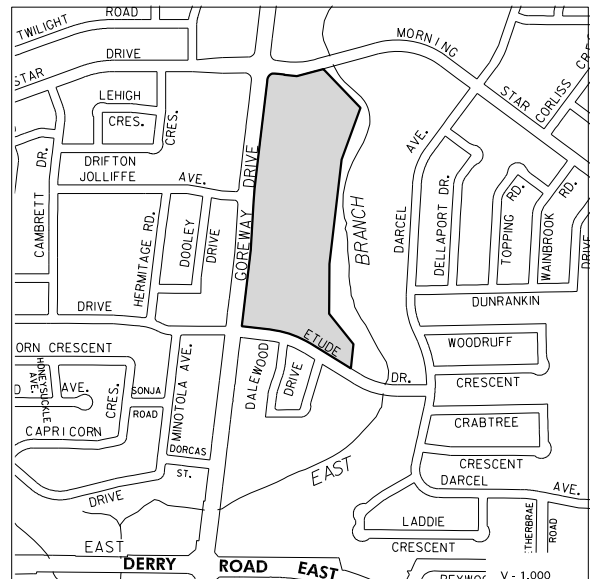 ROAD
TWILIGHT
MORNING
DRIVE
STAR
STAR
CORLISS
CRES
LEHIGH
CRES.
CRES.
DRIFTON
JOLLIFFE
AVE.
DR.
CAMBRETT
HERMITAGE RD.
DOOLEY
DRIVE
GOREWAY DRIVE
BRANCH
DARCEL
AVE.
DELLAPORT DR.
TOPPING
RD.
WAINBROOK
RD.
DRIVE
DUNRANKIN
DRIVE
ETUDE
DR.
WOODRUFF
CRESCENT
ORN CRESCENT
HONEYSUCKLE
AVE.
D
AVE.
CRES.
SONJA
ROAD
MINOTOLA AVE.
DALEWOOD
DRIVE
CAPRICORN
DORCAS
ST.
CRABTREE
CRESCENT
DARCEL
AVE.
DRIVE
EAST
LADDIE
CRESCENT
ETHERBRAE
ROAD
EAST
DERRY ROAD EAST
V - 1.000